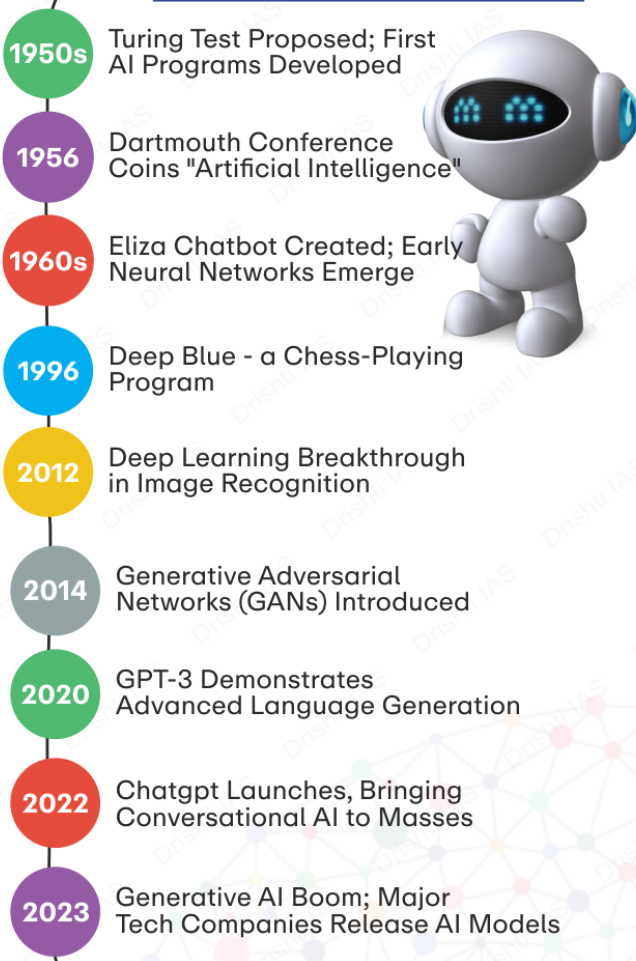 1950s
Turing Test Proposed; First
AI Programs Developed
1956
Dartmouth Conference
Coins "Artificial Intelligence"
1960s
Eliza Chatbot Created; Early
Neural Networks Emerge
1996
Deep Blue - a Chess-Playing
Program
2012
Deep Learning Breakthrough
in Image Recognition
2014
Generative Adversarial
Networks (GANs) Introduced
2020
GPT-3 Demonstrates
Advanced Language Generation
2022
Chatgpt Launches, Bringing
Conversational AI to Masses
2023
Generative AI Boom; Major
Tech Companies Release AI Models
Drishti IAS